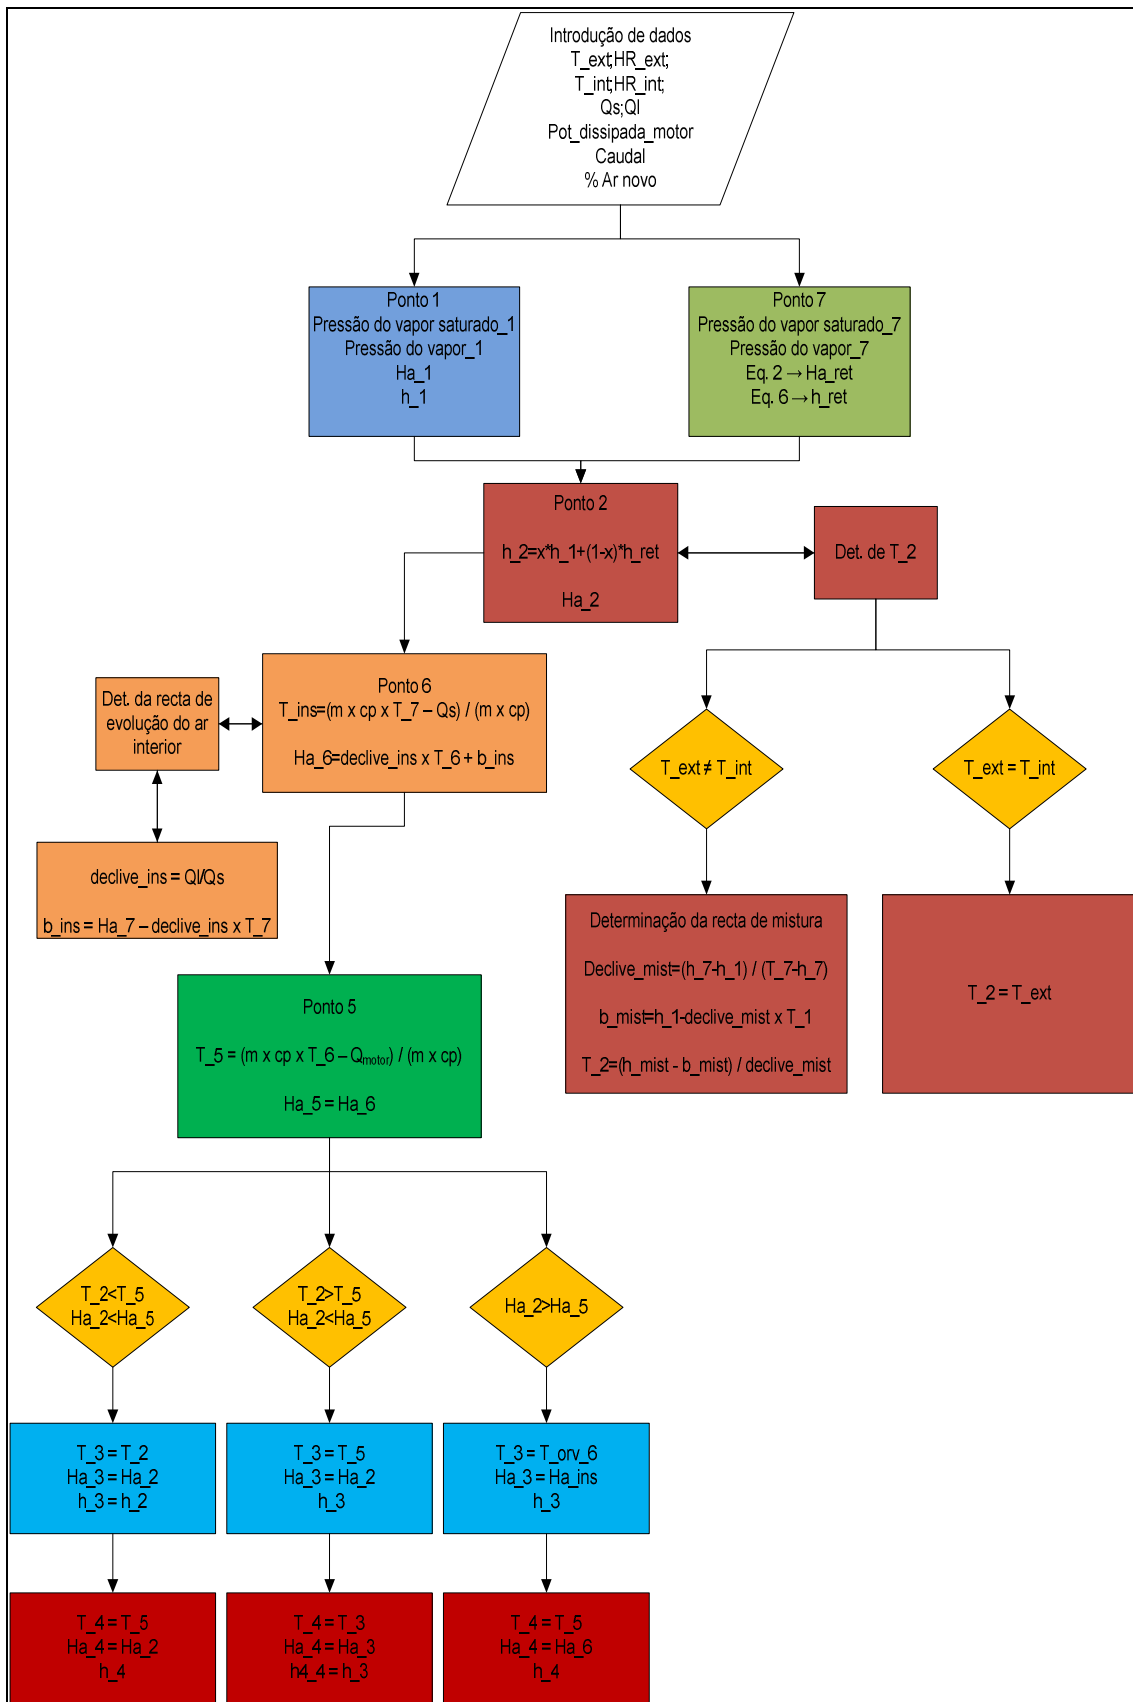 Introdução de dados
T_ext;HR_ext;
T_int;HR_int;
Qs;Ql
Pot_dissipada_motor
Caudal
% Ar novo
Ponto 1
Pressão do vapor saturado_1
Pressão do vapor_1
Ha_1
h_1
Ponto 7
Pressão do vapor saturado_7
Pressão do vapor_7
Eq. 2 → Ha_ret
Eq. 6 → h_ret
Ponto 2
h_2=x*h_1+(1-x)*h_ret
Ha_2
Det. de T_2
Ponto 6
T_ins=(m x cp x T_7 – Qs) / (m x cp)
Ha_6=declive_ins x T_6 + b_ins
Det. da recta de
evolução do ar
interior
declive_ins = Ql/Qs
b_ins = Ha_7 – declive_ins x T_7
T_ext ≠ T_int
T_ext = T_int
Determinação da recta de mistura
Declive_mist=(h_7-h_1) / (T_7-h_7)
b_mist=h_1-declive_mist x T_1
T_2=(h_mist - b_mist) / declive_mist
T_2 = T_ext
Ponto 5
T_5 = (m x cp x T_6 – Qmotor) / (m x cp)
Ha_5 = Ha_6
T_2<T_5
Ha_2<Ha_5
T_2>T_5
Ha_2<Ha_5
Ha_2>Ha_5
T_3 = T_2
Ha_3 = Ha_2
h_3 = h_2
T_3 = T_5
Ha_3 = Ha_2
h_3
T_3 = T_orv_6
Ha_3 = Ha_ins
h_3
T_4 = T_5
Ha_4 = Ha_2
h_4
T_4 = T_3
Ha_4 = Ha_3
h4_4 = h_3
T_4 = T_5
Ha_4 = Ha_6
h_4